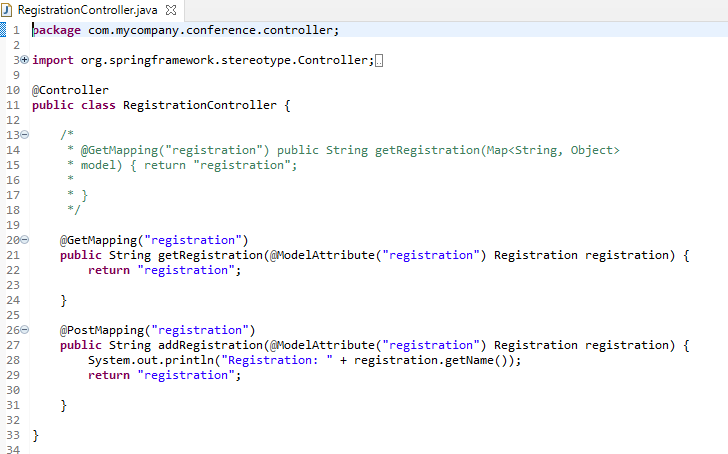 RegistrationController.java
1 package com.mycompany.conference.controller;
2
3 import org.springframework.stereotype.Controller;
9
10 @Controller
11 public class RegistrationController {
12
13 /*
14 * @GetMapping("registration") public String getRegistration(Map<String, Object>
15 * model) { return "registration";
16 *
17 * }
18 */
19
20 @GetMapping("registration")
21 public String getRegistration(@ModelAttribute("registration") Registration registration) {
22 return "registration";
23
24 }
25
26 @PostMapping("registration")
27 public String addRegistration(@ModelAttribute("registration") Registration registration) {
28 System.out.println("Registration: " + registration.getName());
29 return "registration";
30
31 }
32
33 }
34